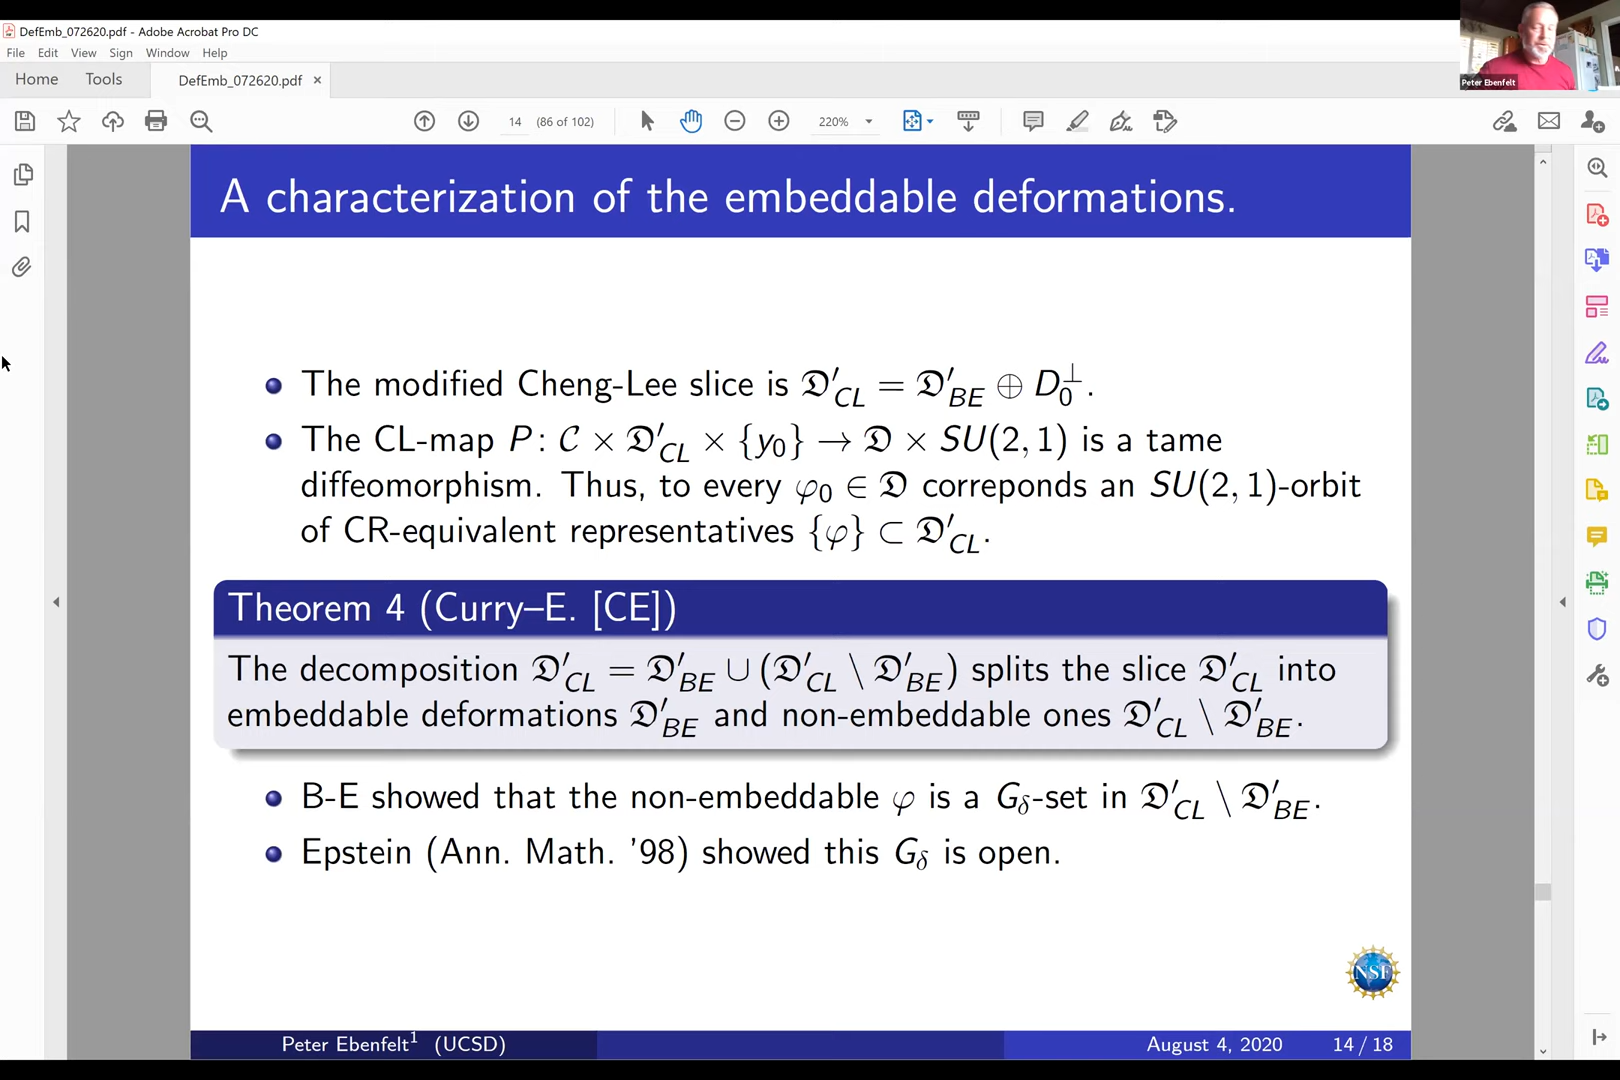 DefEmb_072620.pdf - Adobe Acrobat Pro DC
File Edit View Sign Window Help
Home Tools DefEmb_072620.pdf ×
14 (86 of 102) 220%
Peter Ebenfelt
A characterization of the embeddable deformations.
The modified Cheng-Lee slice is 𝔇′_CL = 𝔇′_BE ⊕ D₀^⊥.
The CL-map P: 𝒞 × 𝔇′_CL × {y₀} → 𝔇 × SU(2, 1) is a tame
diffeomorphism. Thus, to every φ₀ ∈ 𝔇 correponds an SU(2, 1)-orbit
of CR-equivalent representatives {φ} ⊂ 𝔇′_CL.
Theorem 4 (Curry–E. [CE])
The decomposition 𝔇′_CL = 𝔇′_BE ∪ (𝔇′_CL \ 𝔇′_BE) splits the slice 𝔇′_CL into
embeddable deformations 𝔇′_BE and non-embeddable ones 𝔇′_CL \ 𝔇′_BE.
B-E showed that the non-embeddable φ is a G_δ-set in 𝔇′_CL \ 𝔇′_BE.
Epstein (Ann. Math. '98) showed this G_δ is open.
NSF
Peter Ebenfelt¹ (UCSD) August 4, 2020 14 / 18